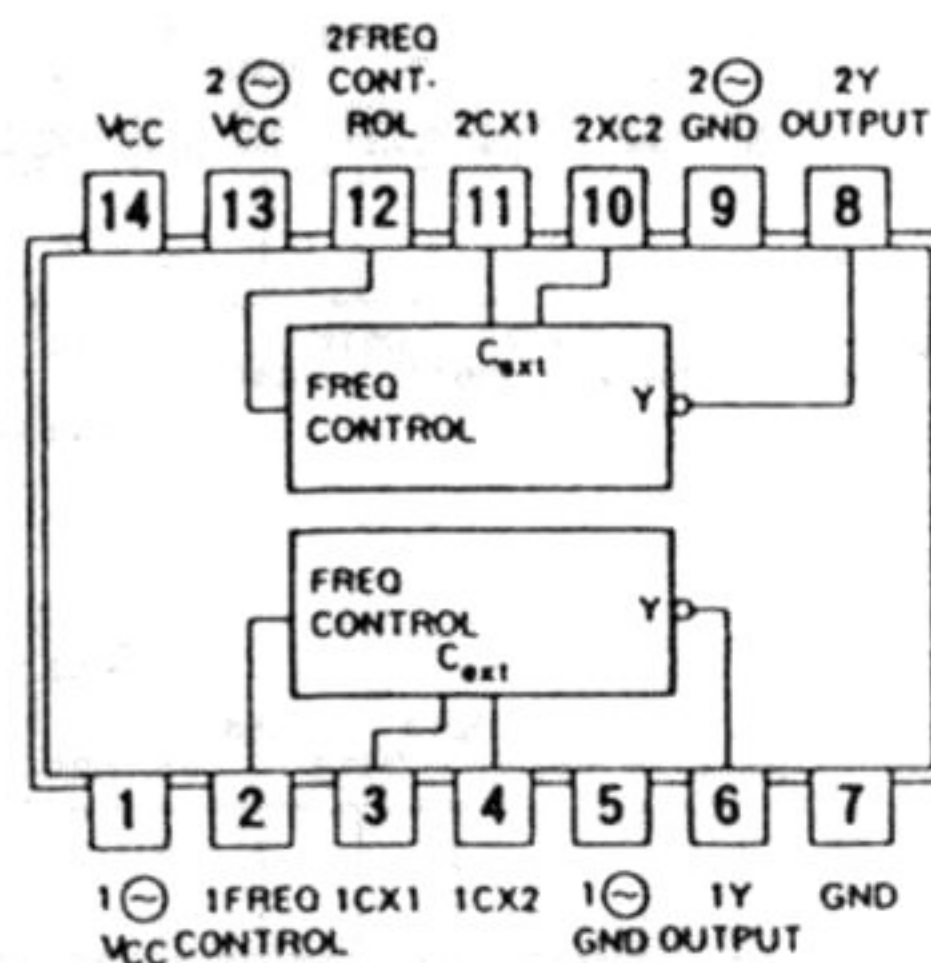 2FREQ
2 CONT- 2 2Y
VCC VCC ROL 2CX1 2XC2 GND OUTPUT
14 13 12 11 10 9 8
Cext
FREQ
CONTROL
Y
FREQ
CONTROL
Y
Cext
1 2 3 4 5 6 7
1 1FREQ 1CX1 1CX2 1 1Y GND
VCC CONTROL GND OUTPUT